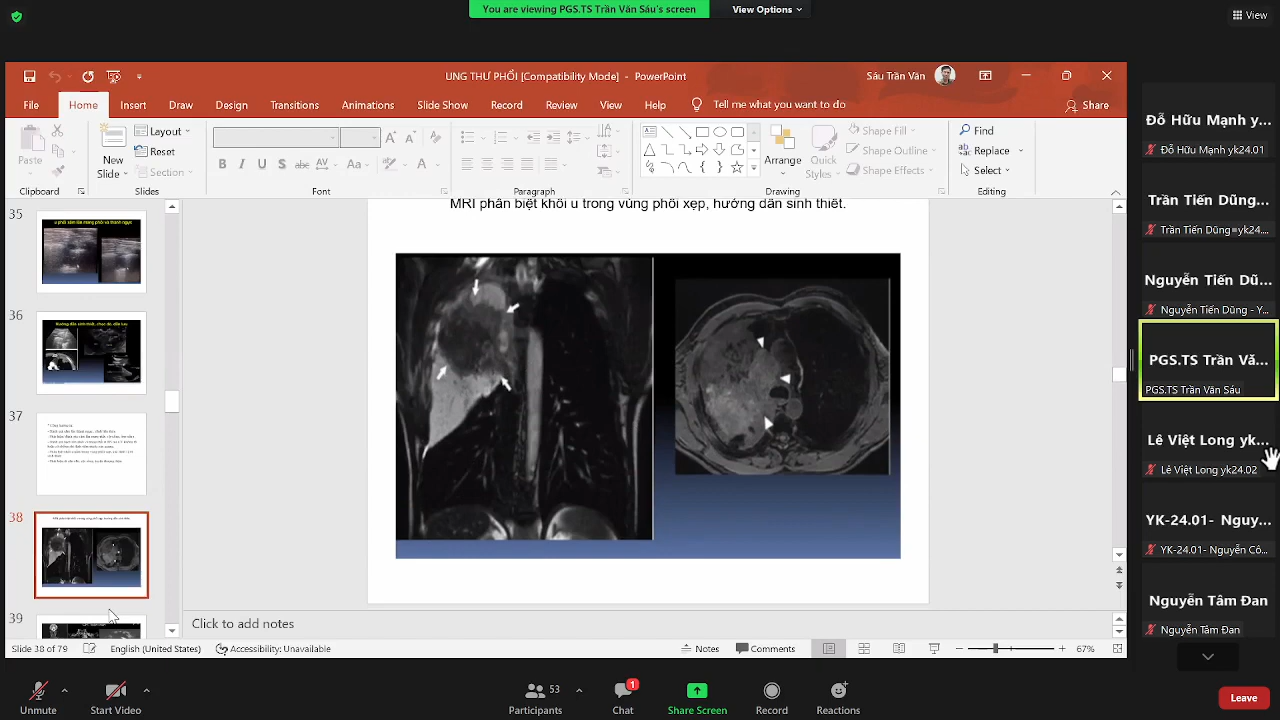 You are viewing PGS.TS Trần Văn Sáu's screen
View Options
View
UNG THƯ PHỔI [Compatibility Mode] - PowerPoint
Sáu Trần Văn
File Home Insert Draw Design Transitions Animations Slide Show Record Review View Help Tell me what you want to do Share
Paste
New Slide
Layout
Reset
Section
B I U S abc AV Aa A
Arrange
Quick Styles
Shape Fill
Shape Outline
Shape Effects
Find
Replace
Select
Clipboard
Slides
Font
Paragraph
Drawing
Editing
35
36
37
38
39
MRI phân biệt khối u trong vùng phổi xẹp, hướng dẫn sinh thiết.
Click to add notes
Slide 38 of 79
English (United States)
Accessibility: Unavailable
Notes
Comments
67%
Đỗ Hữu Mạnh y...
Đỗ Hữu Mạnh yk24.01
Trần Tiến Dũng...
Trần Tiến Dũng=yk24....
Nguyễn Tiến Dũ...
Nguyễn Tiến Dũng - Y...
PGS.TS Trần Vă...
PGS.TS Trần Văn Sáu
Lê Việt Long yk...
Lê Việt Long yk24.02
YK-24.01- Nguy...
YK-24.01- Nguyễn Cô...
Nguyễn Tâm Đan
Nguyễn Tâm Đan
Unmute
Start Video
53
Participants
1
Chat
Share Screen
Record
Reactions
Leave